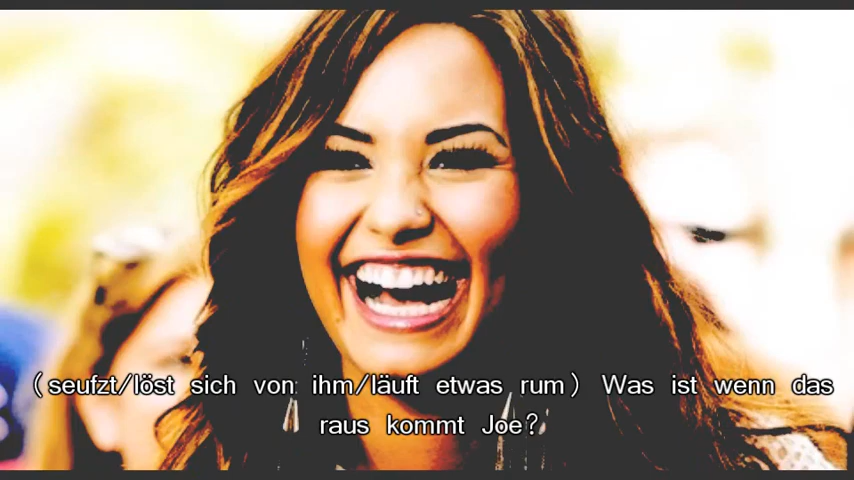 (seufzt/löst sich von ihm/läuft etwas rum) Was ist wenn das
raus kommt Joe?